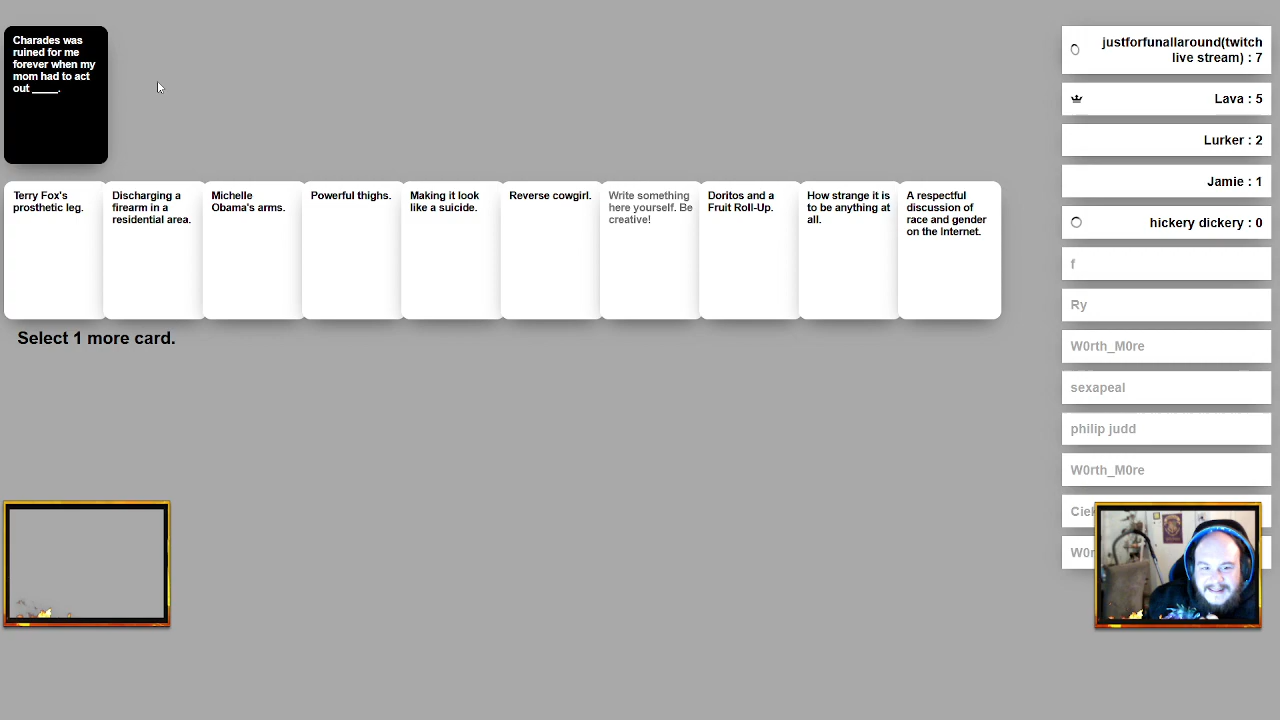 Charades was
ruined for me
forever when my
mom had to act
out _____.
Terry Fox's
prosthetic leg.
Discharging a
firearm in a
residential area.
Michelle
Obama's arms.
Powerful thighs.
Making it look
like a suicide.
Reverse cowgirl.
Write something
here yourself. Be
creative!
Doritos and a
Fruit Roll-Up.
How strange it is
to be anything at
all.
A respectful
discussion of
race and gender
on the Internet.
Select 1 more card.
justforfunallaround(twitch
live stream) : 7
Lava : 5
Lurker : 2
Jamie : 1
hickery dickery : 0
f
Ry
W0rth_M0re
sexapeal
philip judd
W0rth_M0re